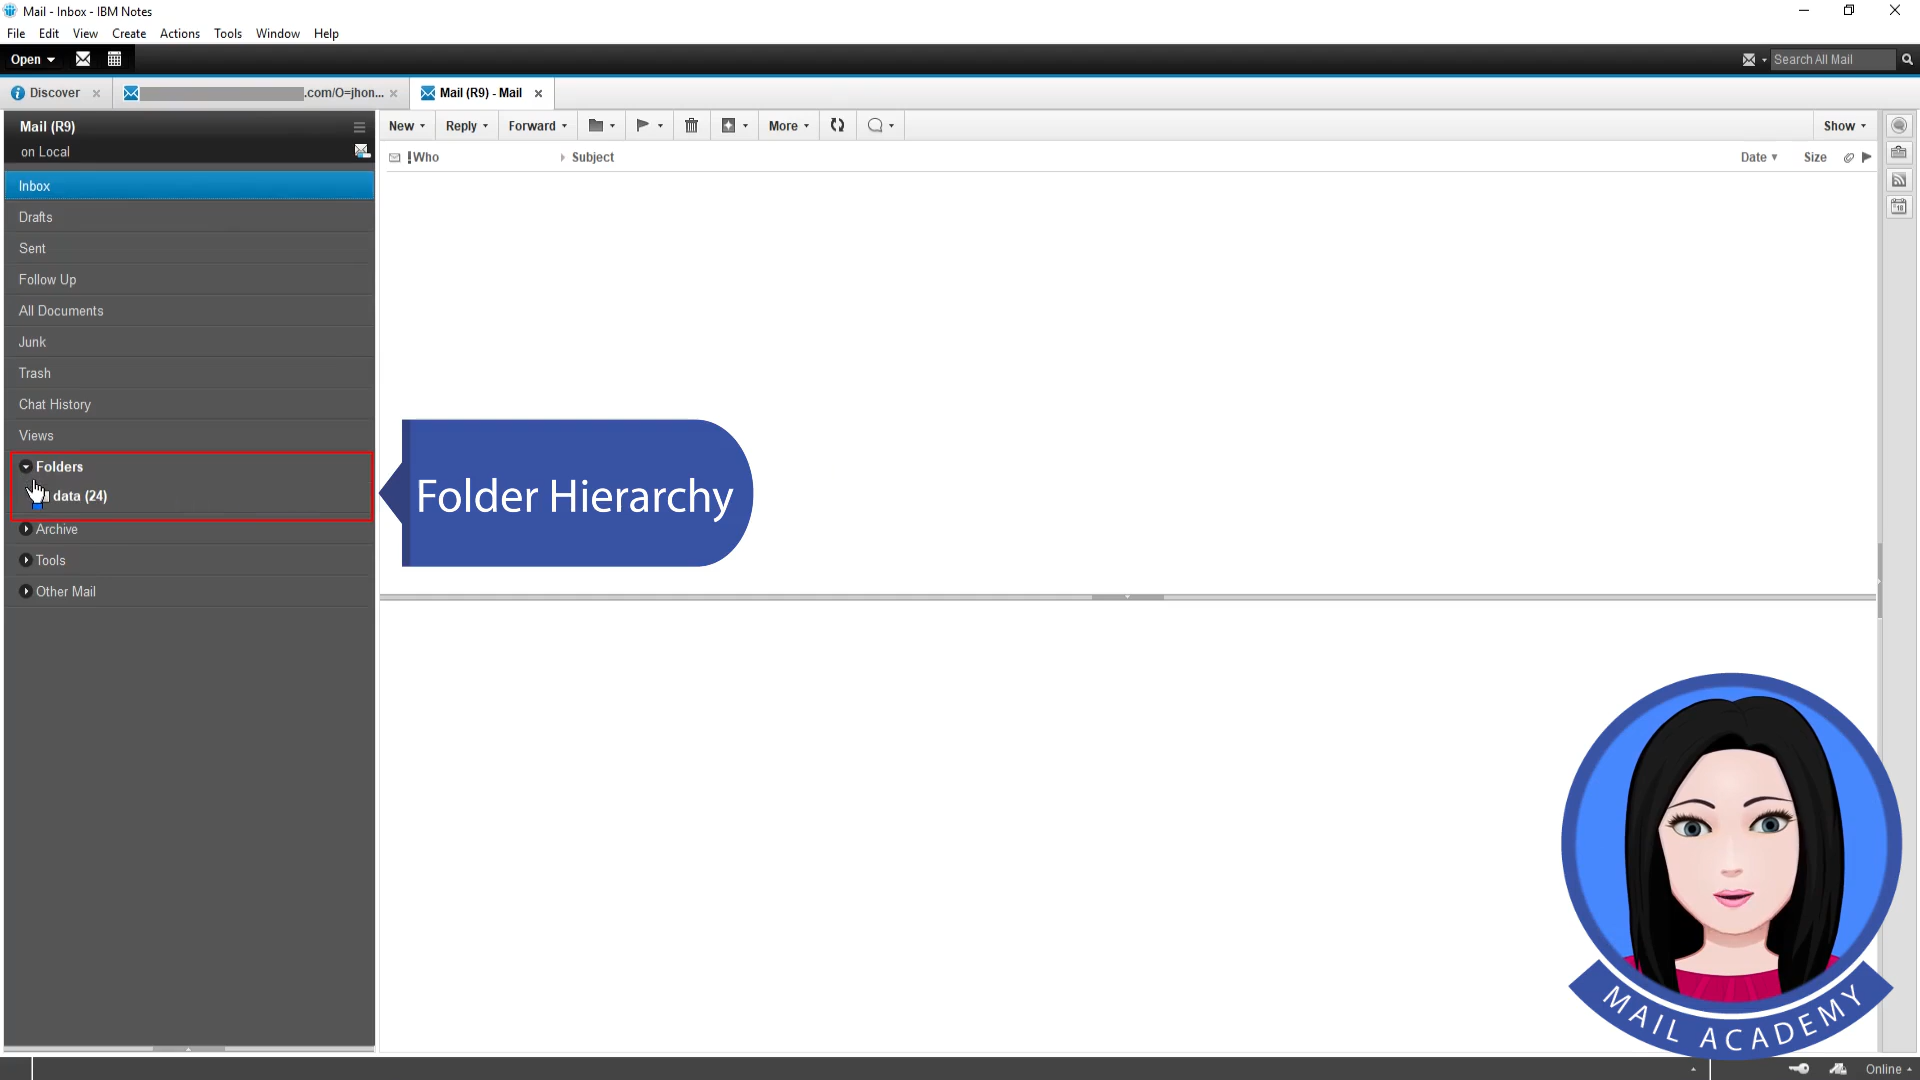 Mail - Inbox - IBM Notes
File Edit View Create Actions Tools Window Help
Open Search All Mail
Discover .com/O=jhon... Mail (R9) - Mail
Mail (R9)
on Local
New Reply Forward More Show
! Who Subject Date Size
Inbox
Drafts
Sent
Follow Up
All Documents
Junk
Trash
Chat History
Views
Folders
data (24)
Archive
Tools
Other Mail
Folder Hierarchy
MAIL ACADEMY
Online